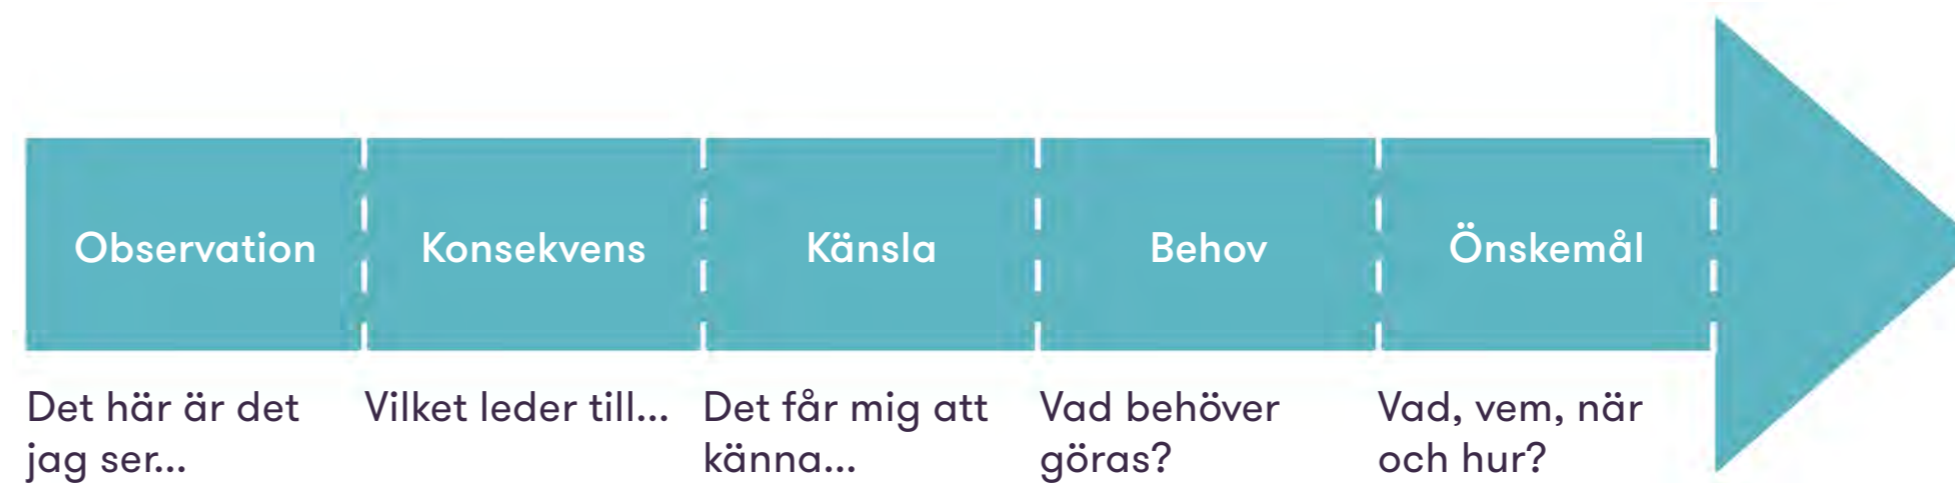 Observation
Konsekvens
Känsla
Behov
Önskemål
Det här är det
jag ser...
Vilket leder till...
Det får mig att
känna...
Vad behöver
göras?
Vad, vem, när
och hur?